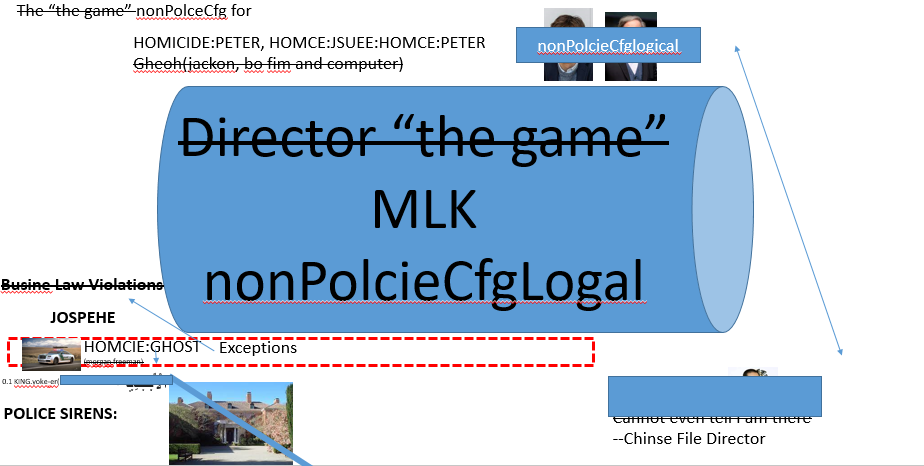 The “the game” nonPolceCfg for
HOMICIDE:PETER, HOMCE:JSUEE:HOMCE:PETER
Gheoh(jackon, bo fim and computer)
nonPolcieCfglogical
Director “the game”
MLK
nonPolcieCfgLogal
Busine Law Violations
JOSPEHE
HOMCIE:GHOST
Exceptions
(morgan freeman)
0.1 KING.voke-er(
POLICE SIRENS:
Cannot even tell I am there
--Chinse File Director